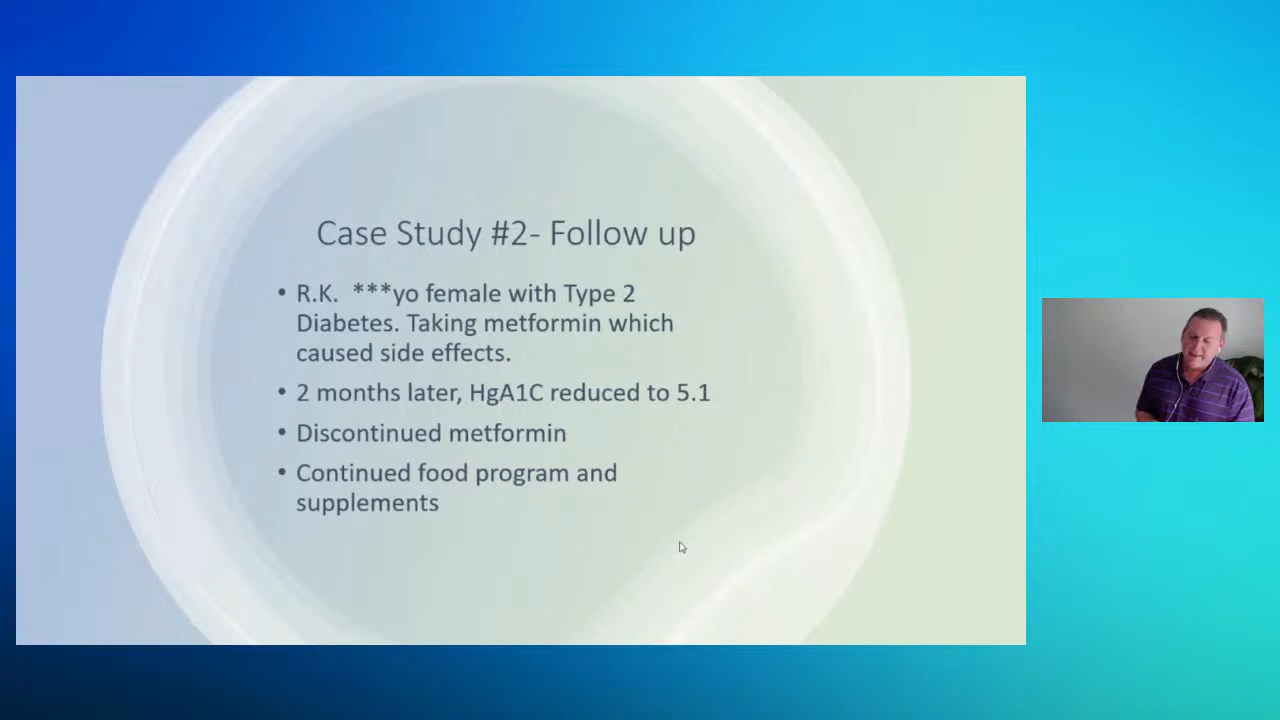 Case Study #2- Follow up
• R.K. ***yo female with Type 2
Diabetes. Taking metformin which
caused side effects.
• 2 months later, HgA1C reduced to 5.1
• Discontinued metformin
• Continued food program and
supplements